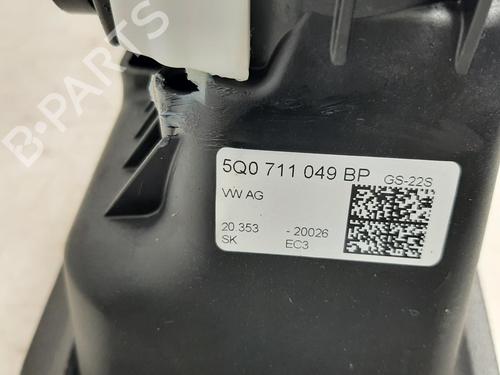 B-PARTS
5Q0 711 049 BP GS-22S
VW AG
20.353 - 20026
SK EC3